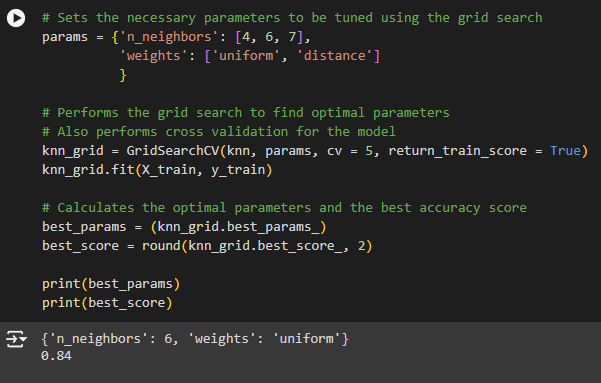 # Sets the necessary parameters to be tuned using the grid search
params = {'n_neighbors': [4, 6, 7],
          'weights': ['uniform', 'distance']
          }

# Performs the grid search to find optimal parameters
# Also performs cross validation for the model
knn_grid = GridSearchCV(knn, params, cv = 5, return_train_score = True)
knn_grid.fit(X_train, y_train)

# Calculates the optimal parameters and the best accuracy score
best_params = (knn_grid.best_params_)
best_score = round(knn_grid.best_score_, 2)

print(best_params)
print(best_score)

{'n_neighbors': 6, 'weights': 'uniform'}
0.84